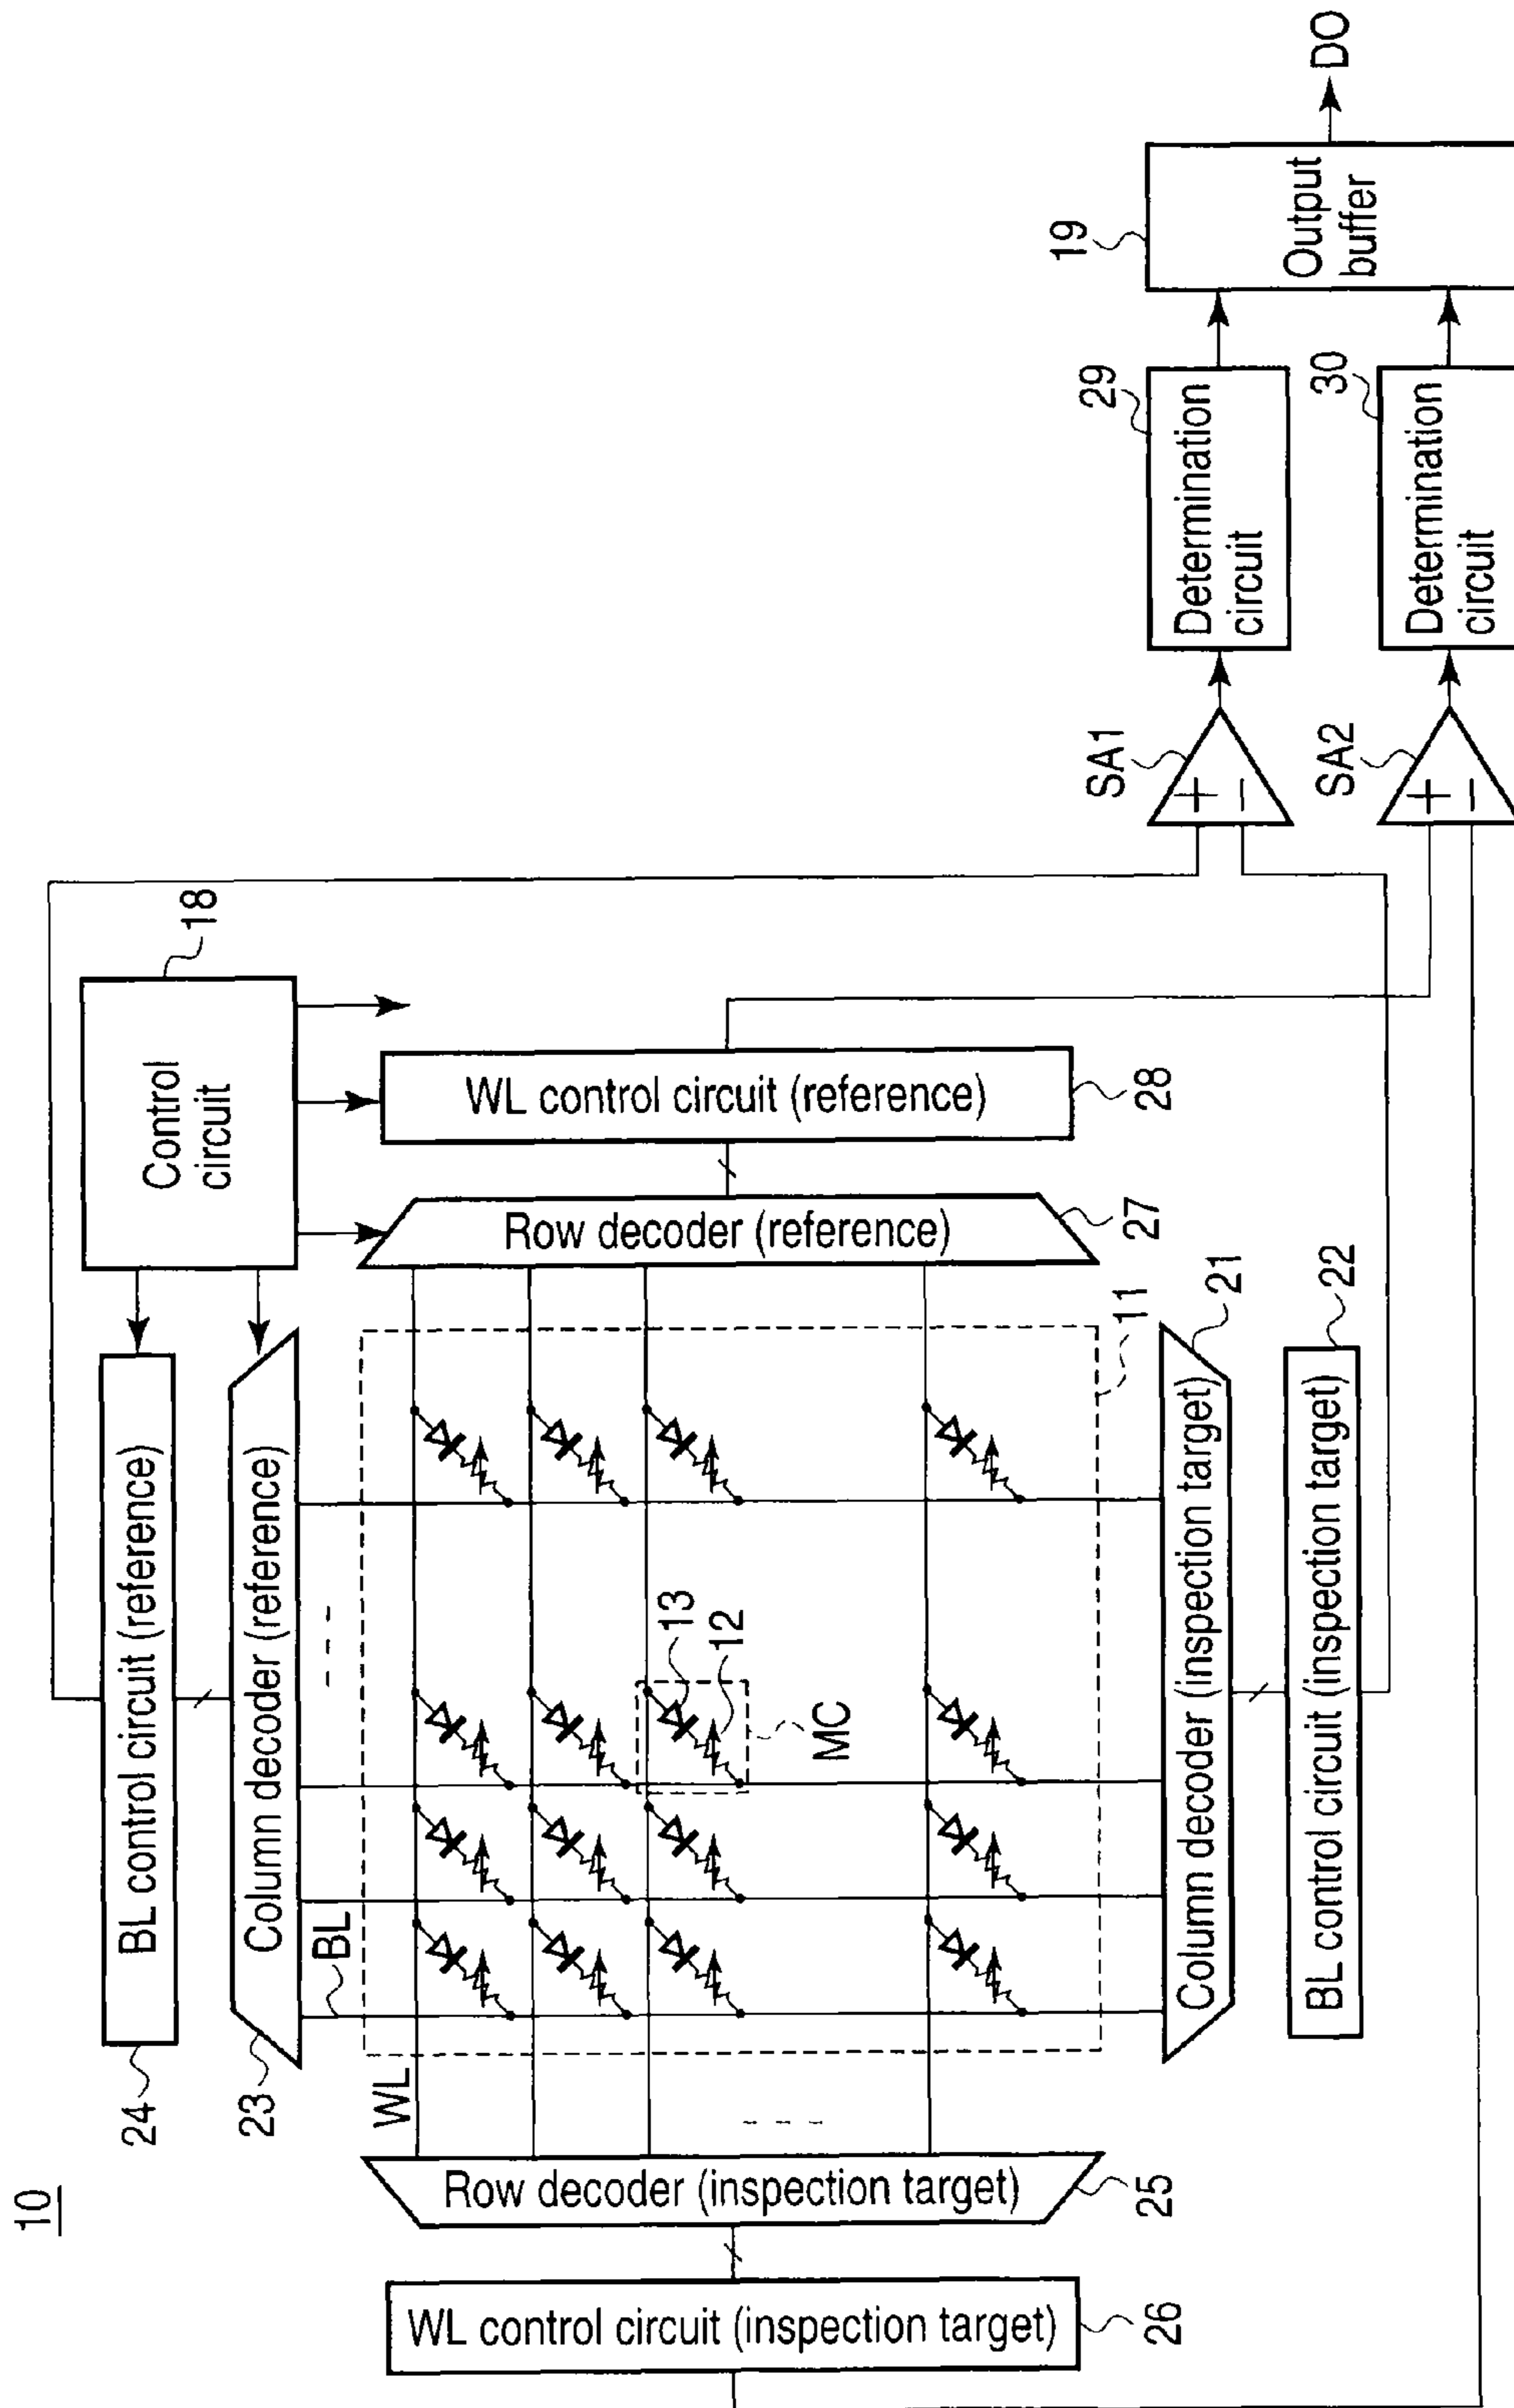 10
24
BL control circuit (reference)
23
Column decoder (reference)
Control
circuit
18
WL
BL
WL control circuit (inspection target)
26
Row decoder (inspection target)
25
13
12
MC
11
Row decoder (reference)
27
WL control circuit (reference)
28
Column decoder (inspection target)
21
BL control circuit (inspection target)
22
SA1
+
−
SA2
+
−
29
Determination
circuit
30
Determination
circuit
19
Output
buffer
DO